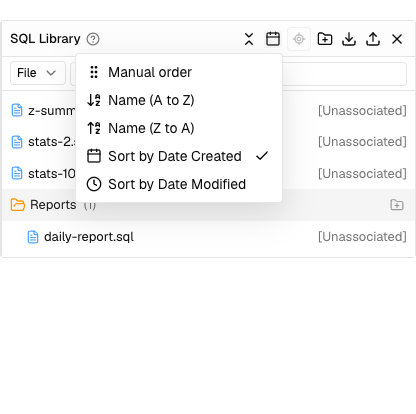 SQL Library
File
Manual order
Name (A to Z)
Name (Z to A)
Sort by Date Created
Sort by Date Modified
[Unassociated]
stats-2.
[Unassociated]
stats-10
[Unassociated]
Reports (1)
daily-report.sql
[Unassociated]